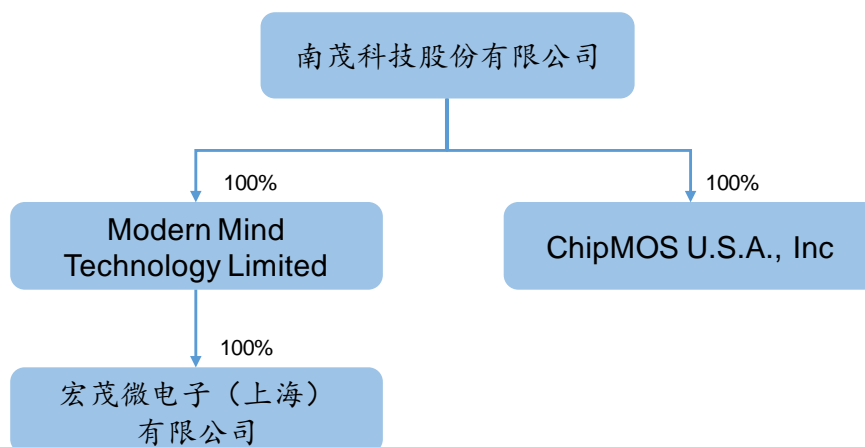 南茂科技股份有限公司
100%
100%
Modern Mind
Technology Limited
ChipMOS U.S.A., Inc
100%
宏茂微电子（上海）
有限公司